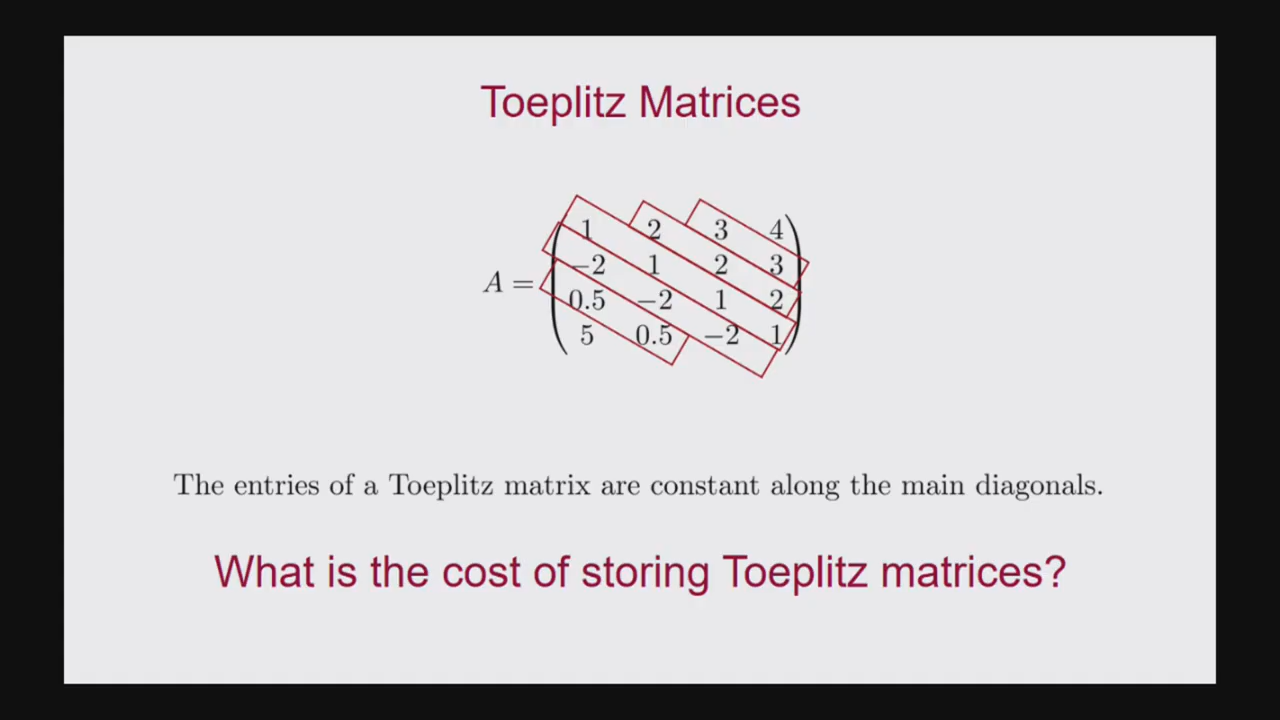 Toeplitz Matrices
1 2 3 4
−2 1 2 3
A =
0.5 −2 1 2
5 0.5 −2 1
The entries of a Toeplitz matrix are constant along the main diagonals.
What is the cost of storing Toeplitz matrices?